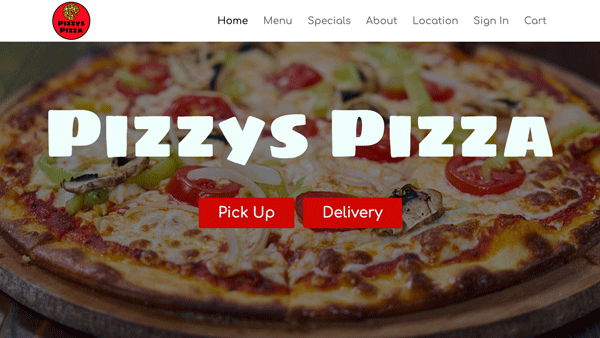 PIZZYS
PIZZA
Home Menu Specials About Location Sign In Cart
Pizzys Pizza
Pick Up Delivery